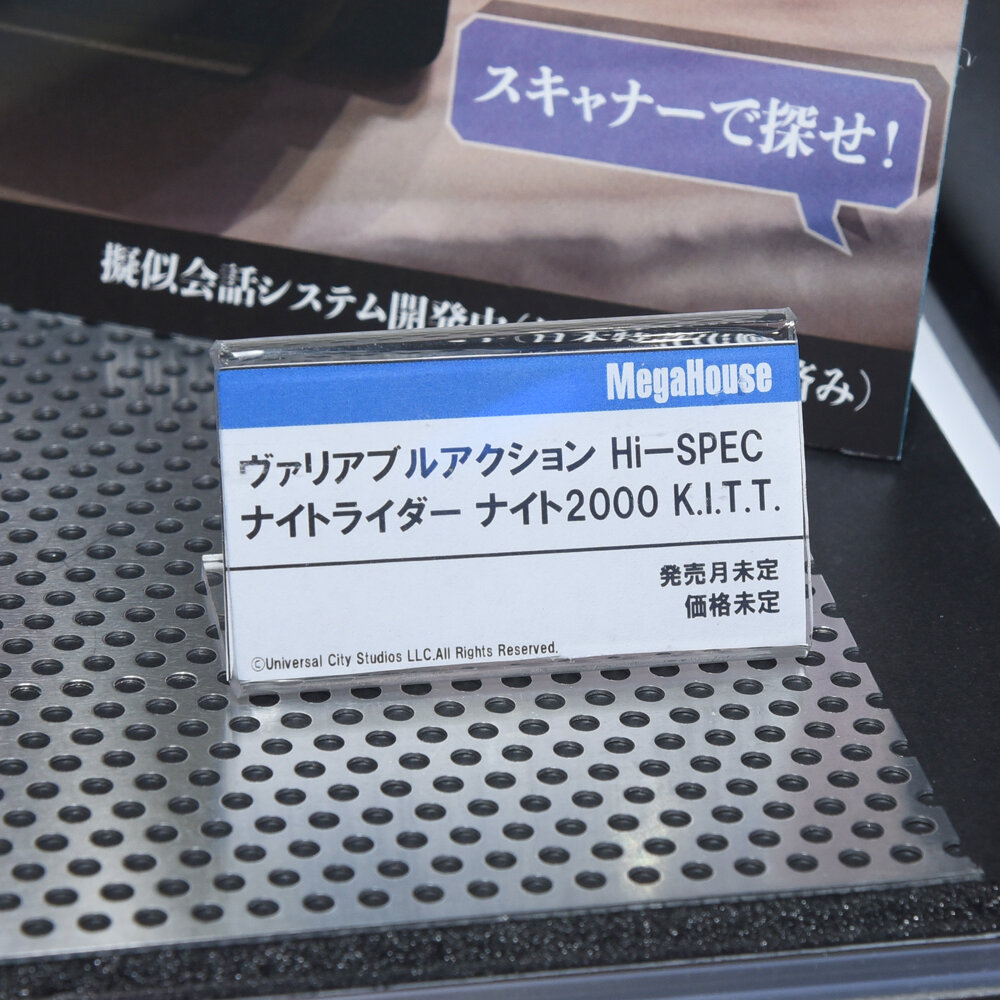 スキャナーで探せ!
擬似会話システム開発中(
済み)
MegaHouse
ヴァリアブルアクション Hi-SPEC
ナイトライダー ナイト2000 K.I.T.T.
発売月未定
価格未定
©Universal City Studios LLC.All Rights Reserved.